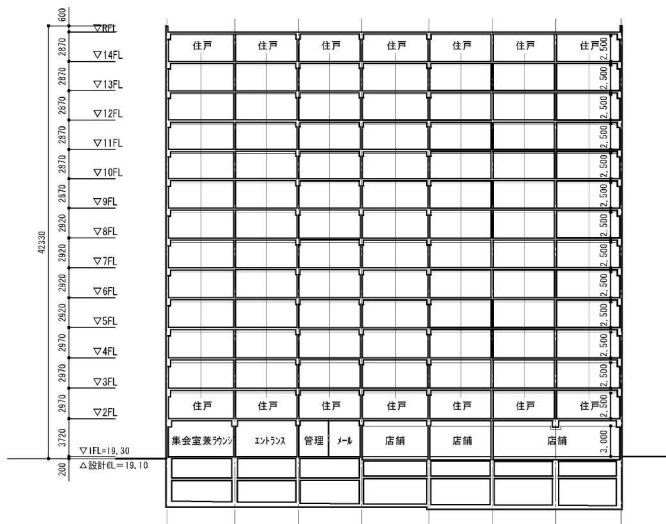 600
▽RFL
2870 住戸 住戸 住戸 住戸 住戸 住戸 住戸 2.500
▽14FL
2870 2.500
▽13FL
2870 2.500
▽12FL
2870 2.500
▽11FL
2870 2.500
▽10FL
2870 2.500
▽9FL
2920 2.500
▽8FL
42330
2920 2.500
▽7FL
2920 2.500
▽6FL
2920 2.500
▽5FL
2970 2.500
▽4FL
2970 2.500
▽3FL
2970 住戸 住戸 住戸 住戸 住戸 住戸 住戸 2.500
▽2FL
3720 集会室兼ラウンジ エントランス 管理 メール 店舗 店舗 店舗 3.000
▽1FL=19.30
200 △設計GL=19.10